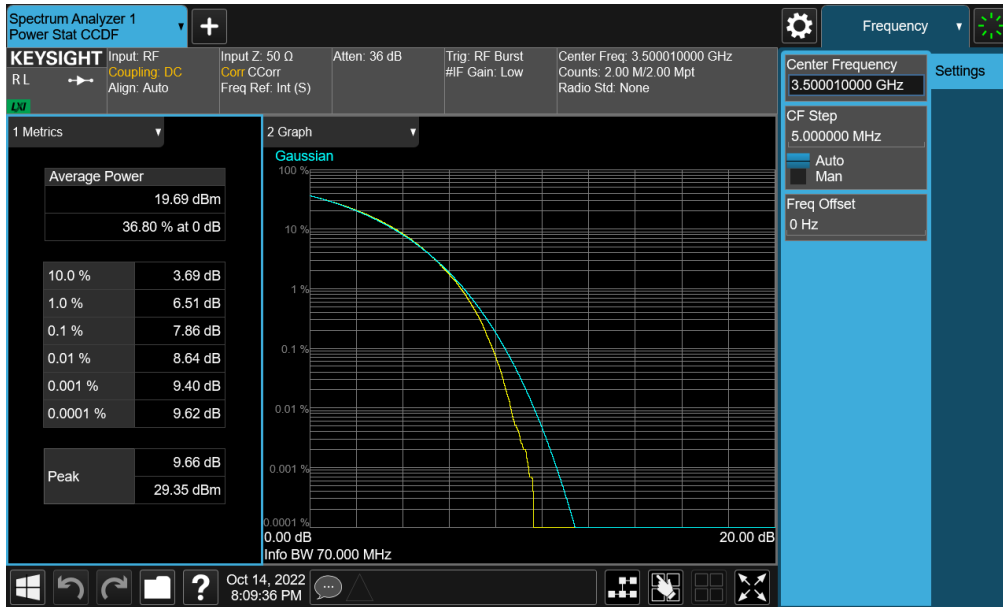 Spectrum Analyzer 1
Power Stat CCDF
+
Frequency
KEYSIGHT
R L
LXI
Input: RF
Coupling: DC
Align: Auto
Input Z: 50 Ω
Corr CCorr
Freq Ref: Int (S)
Atten: 36 dB
Trig: RF Burst
#IF Gain: Low
Center Freq: 3.500010000 GHz
Counts: 2.00 M/2.00 Mpt
Radio Std: None
Center Frequency
3.500010000 GHz
Settings
CF Step
5.000000 MHz
Auto
Man
Freq Offset
0 Hz
1 Metrics
Average Power
19.69 dBm
36.80 % at 0 dB
10.0 % 3.69 dB
1.0 % 6.51 dB
0.1 % 7.86 dB
0.01 % 8.64 dB
0.001 % 9.40 dB
0.0001 % 9.62 dB
Peak
9.66 dB
29.35 dBm
2 Graph
Gaussian
100 %
10 %
1 %
0.1 %
0.01 %
0.001 %
0.0001 %
0.00 dB 20.00 dB
Info BW 70.000 MHz
?
Oct 14, 2022
8:09:36 PM